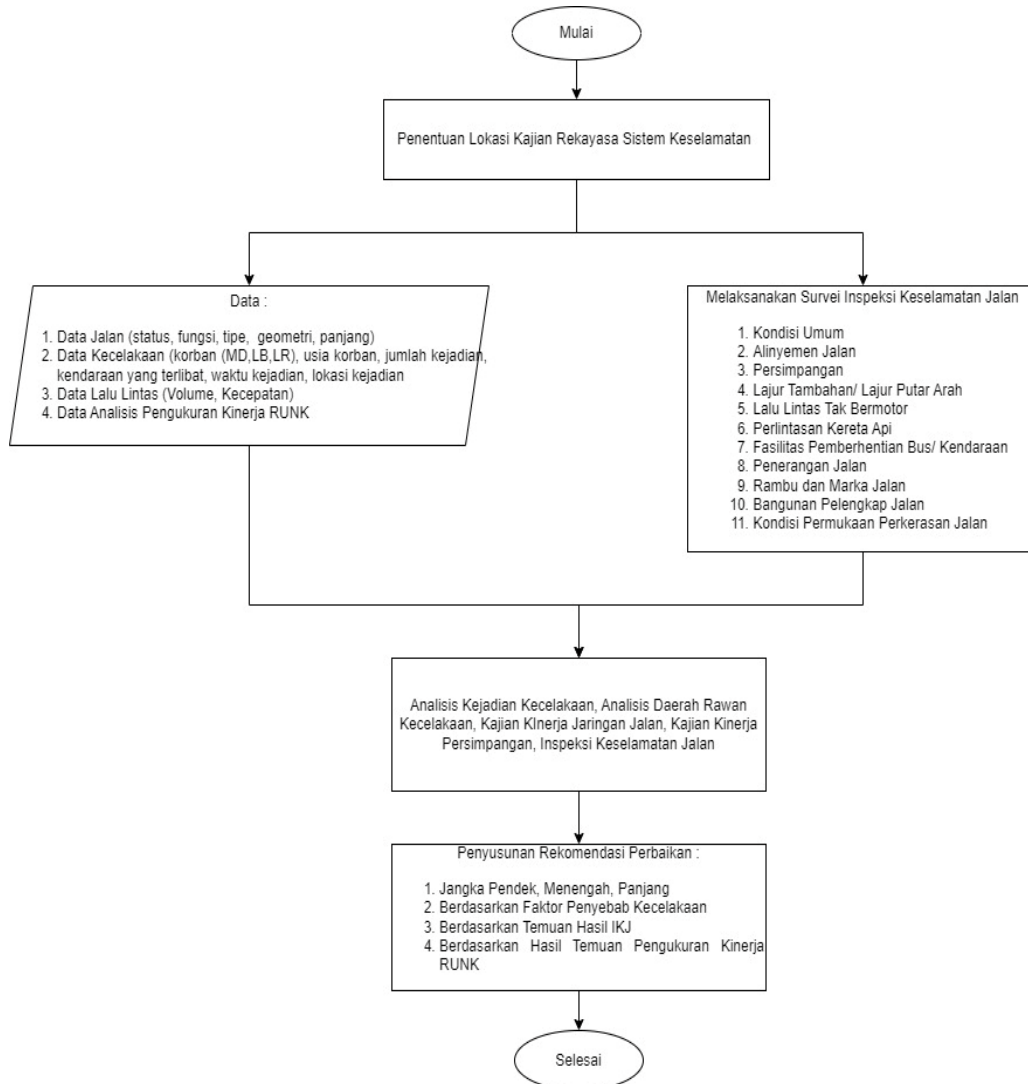 Mulai
Penentuan Lokasi Kajian Rekayasa Sistem Keselamatan
Data :
1. Data Jalan (status, fungsi, tipe, geometri, panjang)
2. Data Kecelakaan (korban (MD,LB,LR), usia korban, jumlah kejadian,
kendaraan yang terlibat, waktu kejadian, lokasi kejadian
3. Data Lalu Lintas (Volume, Kecepatan)
4. Data Analisis Pengukuran Kinerja RUNK
Melaksanakan Survei Inspeksi Keselamatan Jalan
1. Kondisi Umum
2. Alinyemen Jalan
3. Persimpangan
4. Lajur Tambahan/ Lajur Putar Arah
5. Lalu Lintas Tak Bermotor
6. Perlintasan Kereta Api
7. Fasilitas Pemberhentian Bus/ Kendaraan
8. Penerangan Jalan
9. Rambu dan Marka Jalan
10. Bangunan Pelengkap Jalan
11. Kondisi Permukaan Perkerasan Jalan
Analisis Kejadian Kecelakaan, Analisis Daerah Rawan
Kecelakaan, Kajian KInerja Jaringan Jalan, Kajian Kinerja
Persimpangan, Inspeksi Keselamatan Jalan
Penyusunan Rekomendasi Perbaikan :
1. Jangka Pendek, Menengah, Panjang
2. Berdasarkan Faktor Penyebab Kecelakaan
3. Berdasarkan Temuan Hasil IKJ
4. Berdasarkan Hasil Temuan Pengukuran Kinerja
RUNK
Selesai